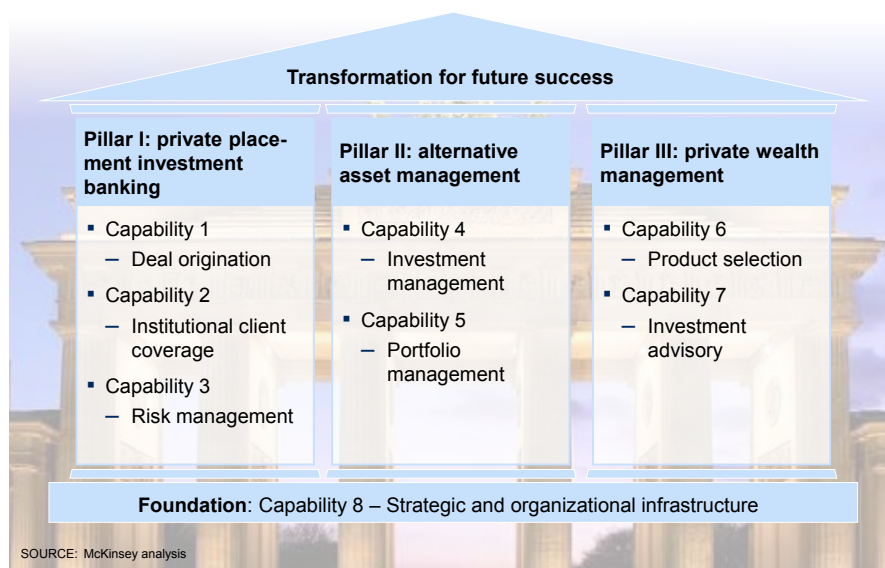 Transformation for future success
Pillar I: private place-
ment investment
banking
▪ Capability 1
– Deal origination
▪ Capability 2
– Institutional client
coverage
▪ Capability 3
– Risk management
Pillar II: alternative
asset management
▪ Capability 4
– Investment
management
▪ Capability 5
– Portfolio
management
Pillar III: private wealth
management
▪ Capability 6
– Product selection
▪ Capability 7
– Investment
advisory
Foundation: Capability 8 – Strategic and organizational infrastructure
SOURCE: McKinsey analysis